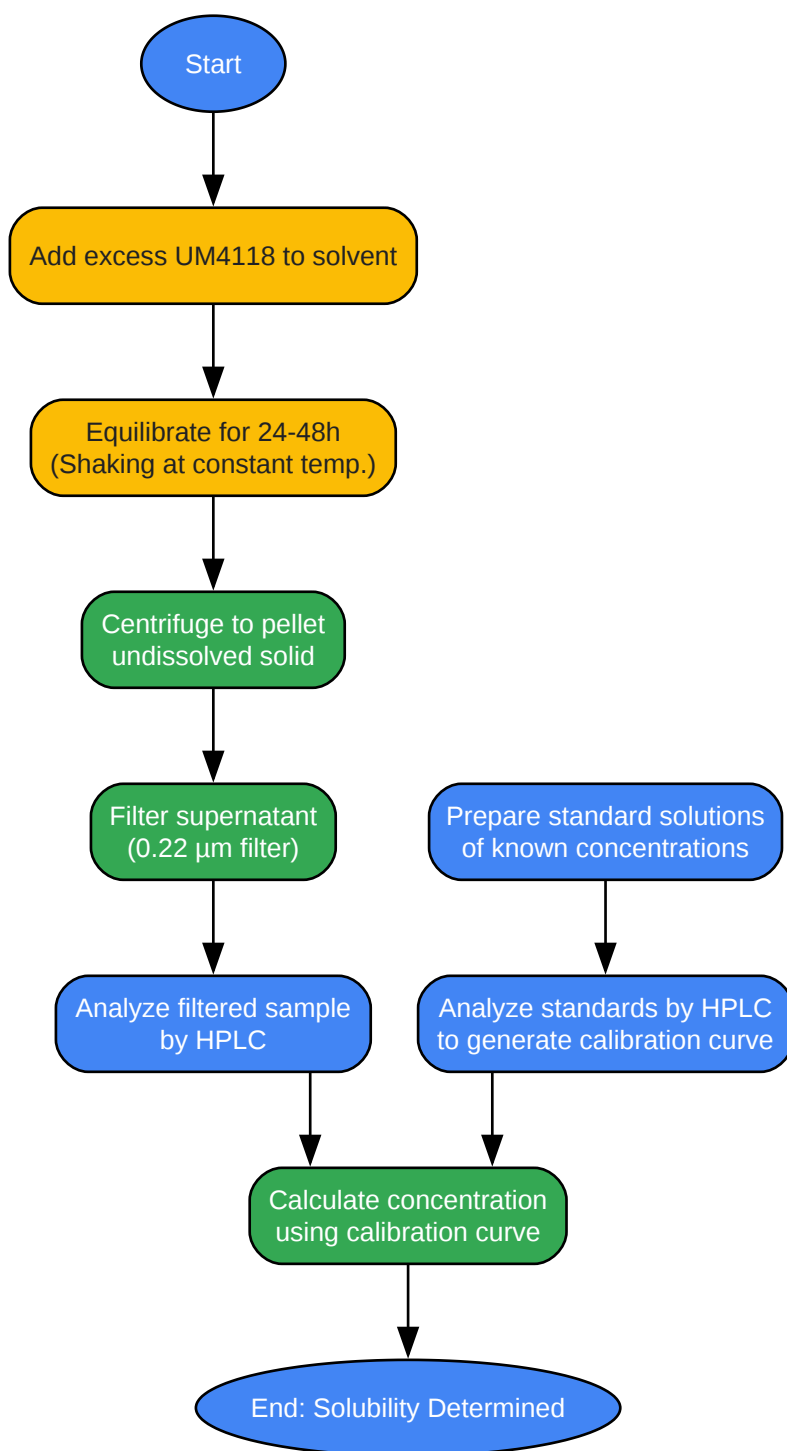 Start
Add excess UM4118 to solvent
Equilibrate for 24-48h
(Shaking at constant temp.)
Centrifuge to pellet
undissolved solid
Filter supernatant
(0.22 µm filter)
Prepare standard solutions
of known concentrations
Analyze filtered sample
by HPLC
Analyze standards by HPLC
to generate calibration curve
Calculate concentration
using calibration curve
End: Solubility Determined